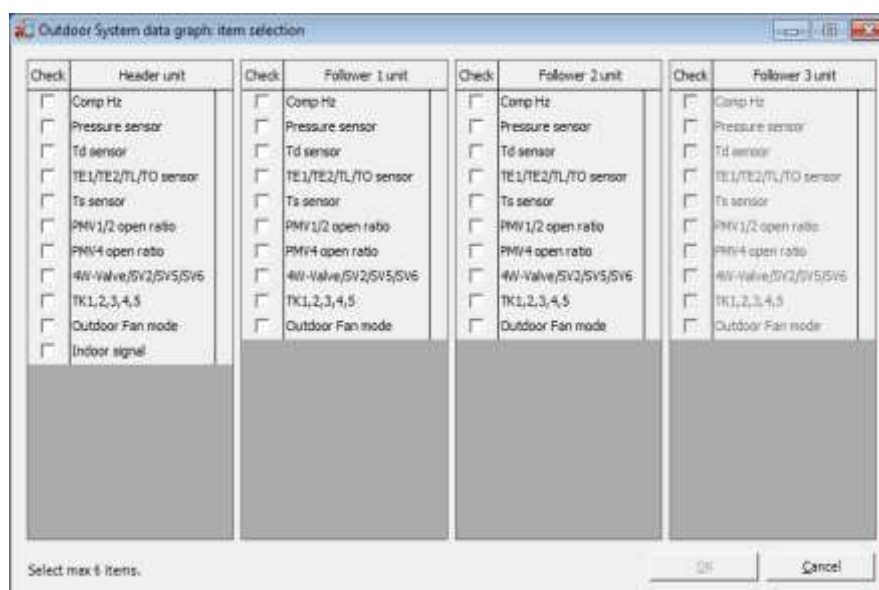 Outdoor System data graph: item selection
Check Header unit Check Follower 1 unit Check Follower 2 unit Check Follower 3 unit
Comp Hz Comp Hz Comp Hz Comp Hz
Pressure sensor Pressure sensor Pressure sensor Pressure sensor
Td sensor Td sensor Td sensor Td sensor
TE1/TE2/TL/TO sensor TE1/TE2/TL/TO sensor TE1/TE2/TL/TO sensor TE1/TE2/TL/TO sensor
Ts sensor Ts sensor Ts sensor Ts sensor
PMV1/2 open ratio PMV1/2 open ratio PMV1/2 open ratio PMV1/2 open ratio
PMV4 open ratio PMV4 open ratio PMV4 open ratio PMV4 open ratio
4W-Valve/SV2/SV5/SV6 4W-Valve/SV2/SV5/SV6 4W-Valve/SV2/SV5/SV6 4W-Valve/SV2/SV5/SV6
TK1,2,3,4,5 TK1,2,3,4,5 TK1,2,3,4,5 TK1,2,3,4,5
Outdoor Fan mode Outdoor Fan mode Outdoor Fan mode Outdoor Fan mode
Indoor signal
Select max 6 items. OK Cancel